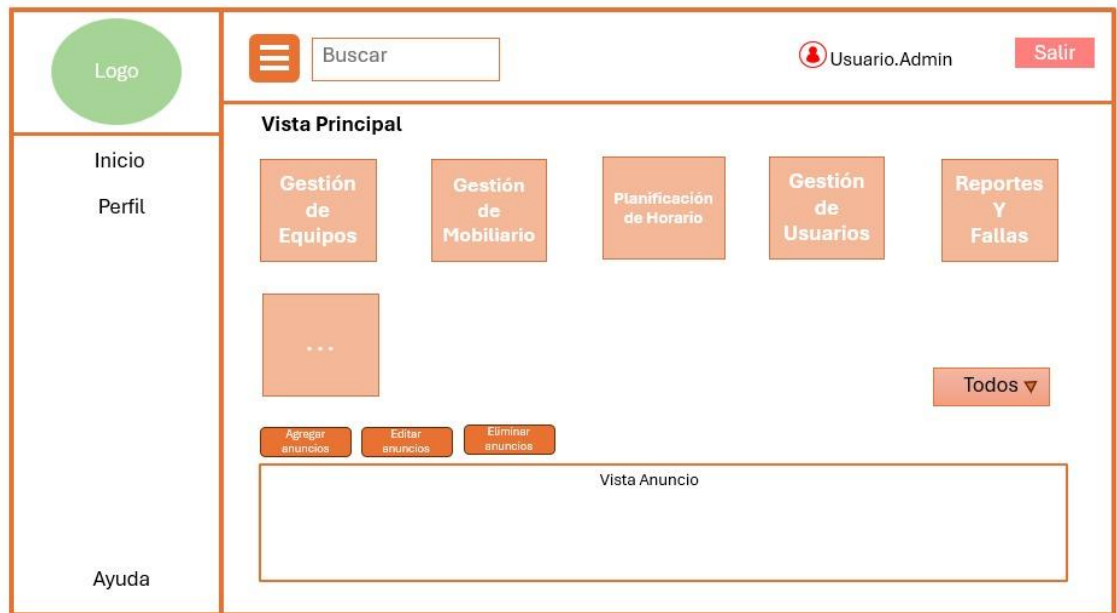 Logo
Buscar
Usuario.Admin
Salir
Vista Principal
Inicio
Perfil
Gestión
de
Equipos
Gestión
de
Mobiliario
Planificación
de Horario
Gestión
de
Usuarios
Reportes
Y
Fallas
...
Todos
Agregar
anuncios
Editar
anuncios
Eliminar
anuncios
Vista Anuncio
Ayuda